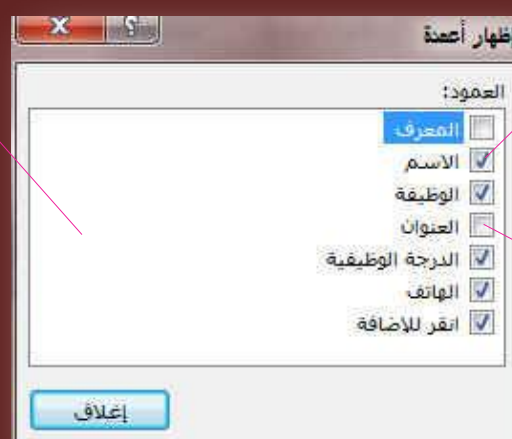 إظهار أعمدة
العمود:
المعرف
الاسم
الوظيفة
العنوان
الدرجة الوظيفية
الهاتف
انقر للاضافة
إغلاق